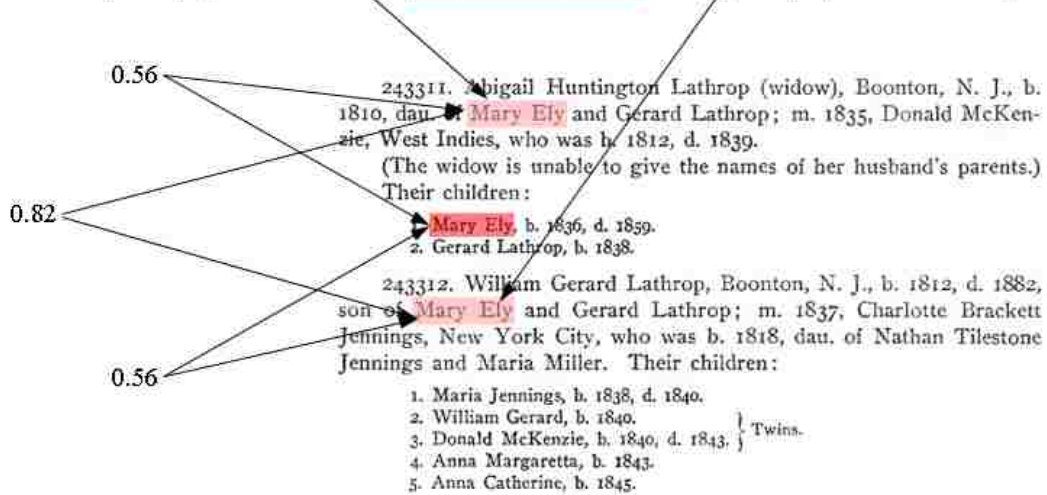 0.56
243311. Abigail Huntington Lathrop (widow), Boonton, N. J., b.
1810, dau. of Mary Ely and Gerard Lathrop; m. 1835, Donald McKen-
zie, West Indies, who was b. 1812, d. 1839.
(The widow is unable to give the names of her husband's parents.)
Their children:
0.82
Mary Ely, b. 1836, d. 1859.
2. Gerard Lathrop, b. 1838.
243312. William Gerard Lathrop, Boonton, N. J., b. 1812, d. 1882,
son of Mary Ely and Gerard Lathrop; m. 1837, Charlotte Brackett
Jennings, New York City, who was b. 1818, dau. of Nathan Tilestone
Jennings and Maria Miller. Their children:
0.56
1. Maria Jennings, b. 1838, d. 1840.
2. William Gerard, b. 1840.
3. Donald McKenzie, b. 1840, d. 1843. } Twins.
4. Anna Margaretta, b. 1843.
5. Anna Catherine, b. 1845.